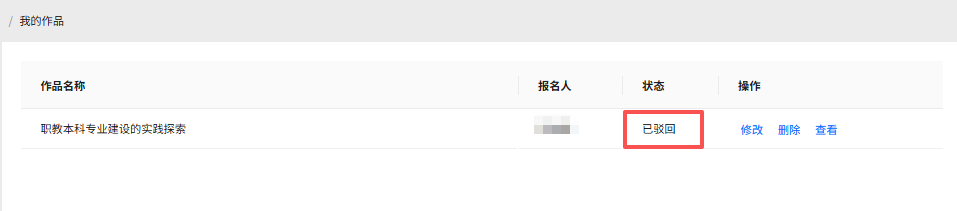 / 我的作品
作品名称 报名人 状态 操作
职教本科专业建设的实践探索 已驳回 修改 删除 查看